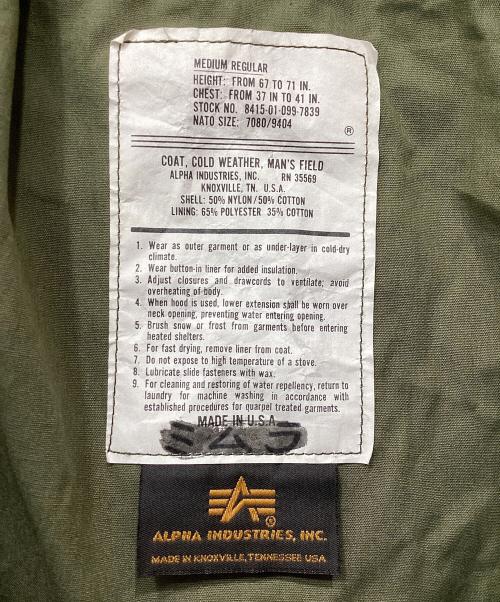 MEDIUM REGULAR
HEIGHT: FROM 67 TO 71 IN.
CHEST: FROM 37 IN TO 41 IN.
STOCK NO. 8415-01-099-7839
NATO SIZE: 7080/9404
®
COAT, COLD WEATHER, MAN'S FIELD
ALPHA INDUSTRIES, INC. RN 35569
KNOXVILLE, TN. U.S.A.
SHELL: 50% NYLON/50% COTTON
LINING: 65% POLYESTER 35% COTTON
1. Wear as outer garment or as under-layer in cold-dry
climate.
2. Wear button-in liner for added insulation.
3. Adjust closures and drawcords to ventilate; avoid
overheating of body.
4. When hood is used, lower extension shall be worn over
neck opening, preventing water entering opening.
5. Brush snow or frost from garments before entering
heated shelters.
6. For fast drying, remove liner from coat.
7. Do not expose to high temperature of a stove.
8. Lubricate slide fasteners with wax.
9. For cleaning and restoring of water repellency, return to
laundry for machine washing in accordance with
established procedures for quarpel treated garments.
MADE IN U.S.A.
ミムラ
®
ALPHA INDUSTRIES, INC.
MADE IN KNOXVILLE, TENNESSEE USA